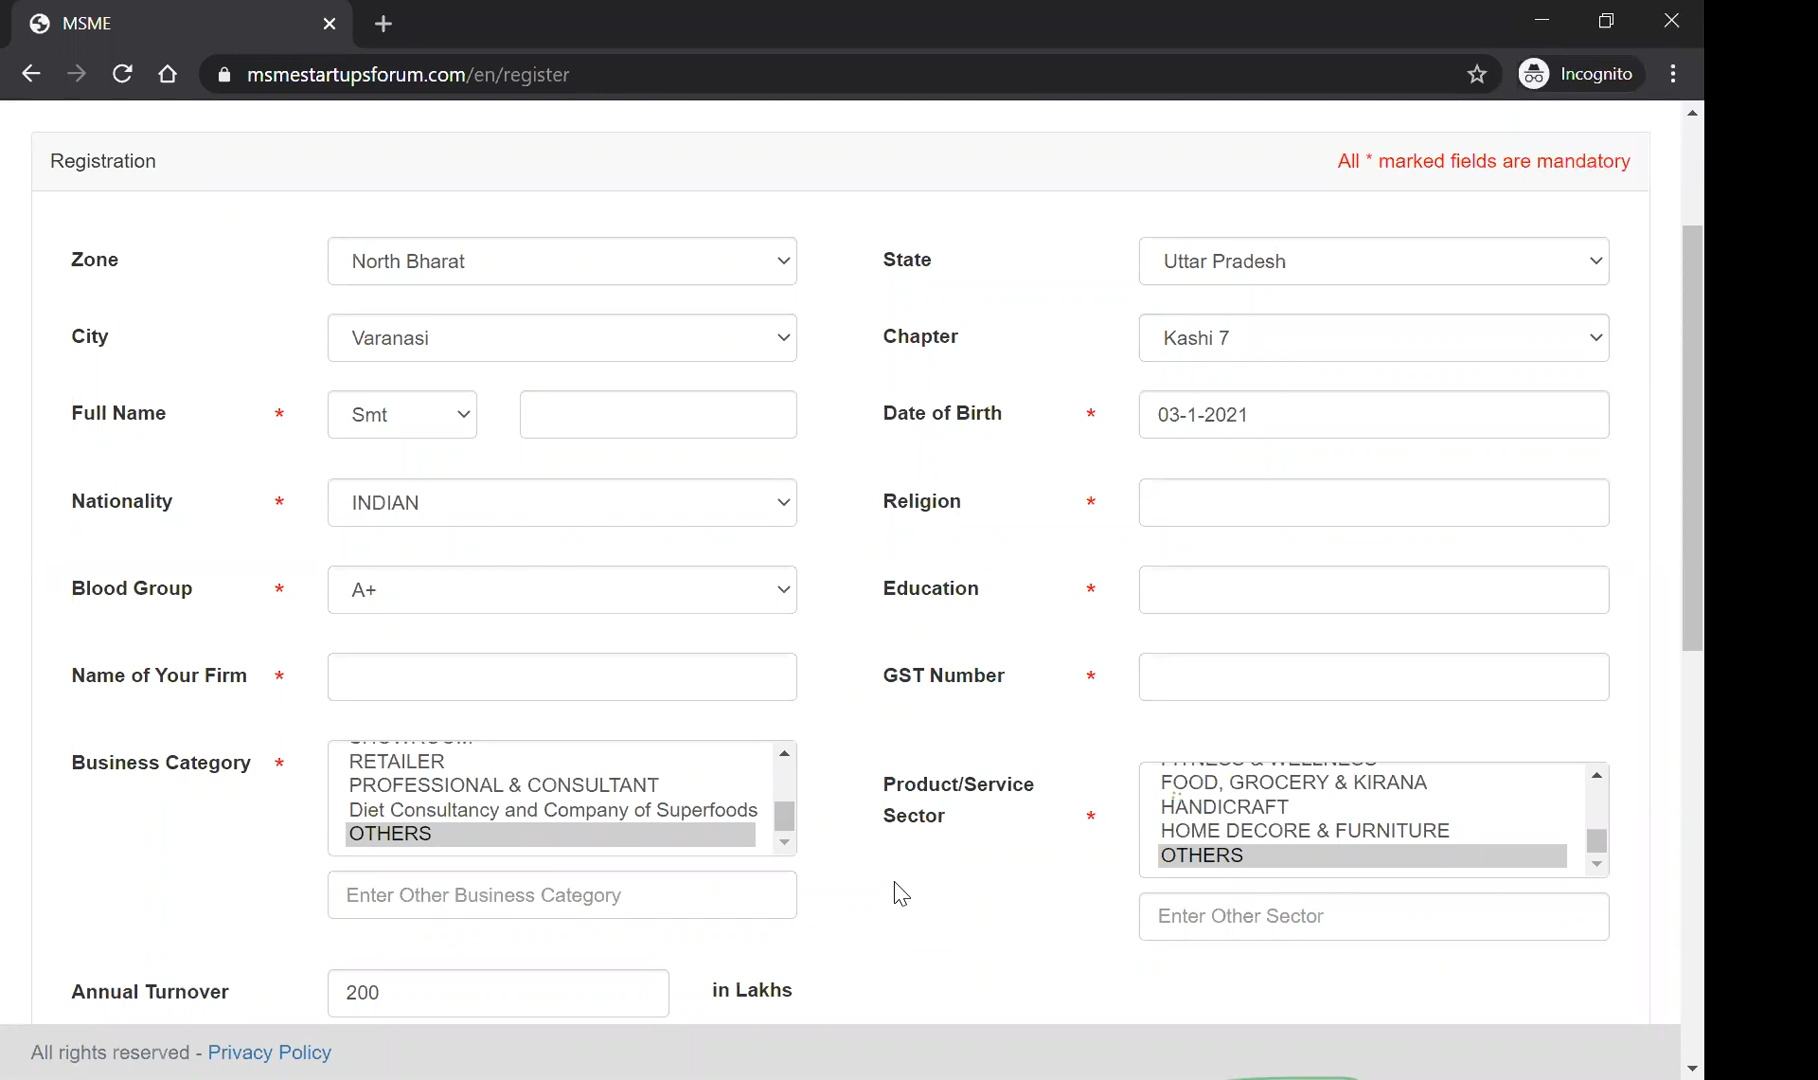 MSME
msmestartupsforum.com/en/register
Incognito
Registration
All * marked fields are mandatory
Zone
North Bharat
State
Uttar Pradesh
City
Varanasi
Chapter
Kashi 7
Full Name *
Smt
Date of Birth *
03-1-2021
Nationality *
INDIAN
Religion *
Blood Group *
A+
Education *
Name of Your Firm *
GST Number *
Business Category *
SHOWROOM
RETAILER
PROFESSIONAL & CONSULTANT
Diet Consultancy and Company of Superfoods
OTHERS
Enter Other Business Category
Product/Service
Sector *
FITNESS & WELLNESS
FOOD, GROCERY & KIRANA
HANDICRAFT
HOME DECORE & FURNITURE
OTHERS
Enter Other Sector
Annual Turnover
200
in Lakhs
All rights reserved - Privacy Policy